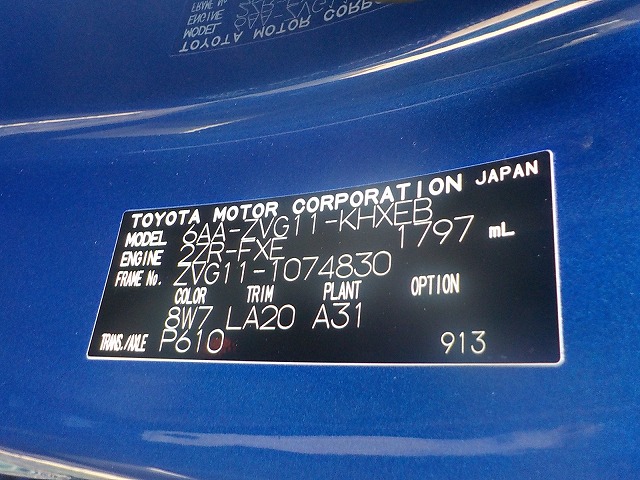 TOYOTA MOTOR CORPORATION JAPAN
MODEL 6AA-ZVG11-KHXEB
ENGINE 2ZR-FXE 1797 mL
FRAME No. ZVG11-1074830
COLOR TRIM PLANT OPTION
8W7 LA20 A31
TRANS./AXLE P610 913